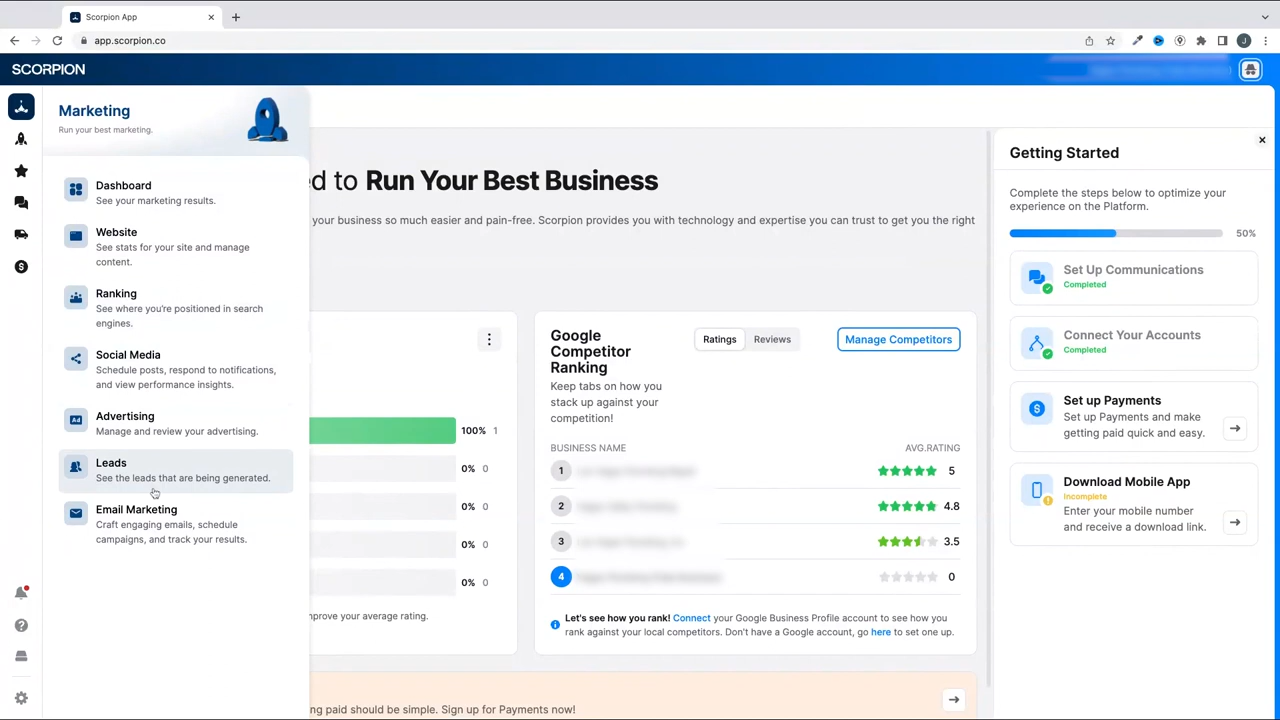 Scorpion App
app.scorpion.co
J
SCORPION
Marketing
Run your best marketing.
Dashboard
See your marketing results.
Website
See stats for your site and manage
content.
Ranking
See where you're positioned in search
engines.
Social Media
Schedule posts, respond to notifications,
and view performance insights.
Ad
Advertising
Manage and review your advertising.
Leads
See the leads that are being generated.
Email Marketing
Craft engaging emails, schedule
campaigns, and track your results.
d to Run Your Best Business
your business so much easier and pain-free. Scorpion provides you with technology and expertise you can trust to get you the right
100% 1
0% 0
0% 0
0% 0
0% 0
mprove your average rating.
Google
Competitor
Ranking
Keep tabs on how you
stack up against your
competition!
Ratings
Reviews
Manage Competitors
BUSINESS NAME AVG.RATING
1 5
2 4.8
3 3.5
4 0
Let's see how you rank! Connect your Google Business Profile account to see how you
rank against your local competitors. Don't have a Google account, go here to set one up.
ng paid should be simple. Sign up for Payments now!
Getting Started
Complete the steps below to optimize your
experience on the Platform.
50%
Set Up Communications
Completed
Connect Your Accounts
Completed
Set up Payments
Set up Payments and make
getting paid quick and easy.
Download Mobile App
Incomplete
Enter your mobile number
and receive a download link.